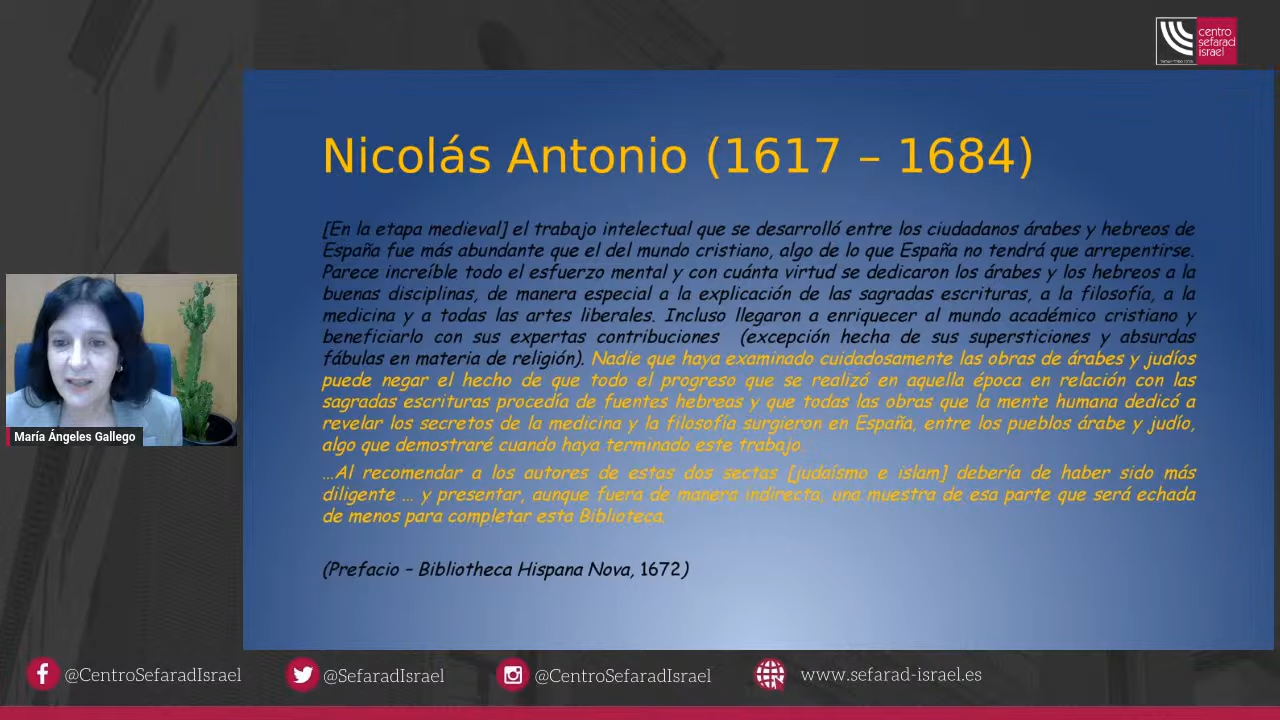 centro
sefarad
israel
Nicolás Antonio (1617 – 1684)
[En la etapa medieval] el trabajo intelectual que se desarrolló entre los ciudadanos árabes y hebreos de
España fue más abundante que el del mundo cristiano, algo de lo que España no tendrá que arrepentirse.
Parece increíble todo el esfuerzo mental y con cuánta virtud se dedicaron los árabes y los hebreos a la
buenas disciplinas, de manera especial a la explicación de las sagradas escrituras, a la filosofía, a la
medicina y a todas las artes liberales. Incluso llegaron a enriquecer al mundo académico cristiano y
beneficiarlo con sus expertas contribuciones (excepción hecha de sus supersticiones y absurdas
fábulas en materia de religión). Nadie que haya examinado cuidadosamente las obras de árabes y judíos
puede negar el hecho de que todo el progreso que se realizó en aquella época en relación con las
sagradas escrituras procedía de fuentes hebreas y que todas las obras que la mente humana dedicó a
revelar los secretos de la medicina y la filosofía surgieron en España, entre los pueblos árabe y judío,
algo que demostraré cuando haya terminado este trabajo.
…Al recomendar a los autores de estas dos sectas [judaísmo e islam] debería de haber sido más
diligente … y presentar, aunque fuera de manera indirecta, una muestra de esa parte que será echada
de menos para completar esta Biblioteca.
(Prefacio – Bibliotheca Hispana Nova, 1672)
María Ángeles Gallego
@CentroSefaradIsrael
@SefaradIsrael
@CentroSefaradIsrael
www.sefarad-israel.es